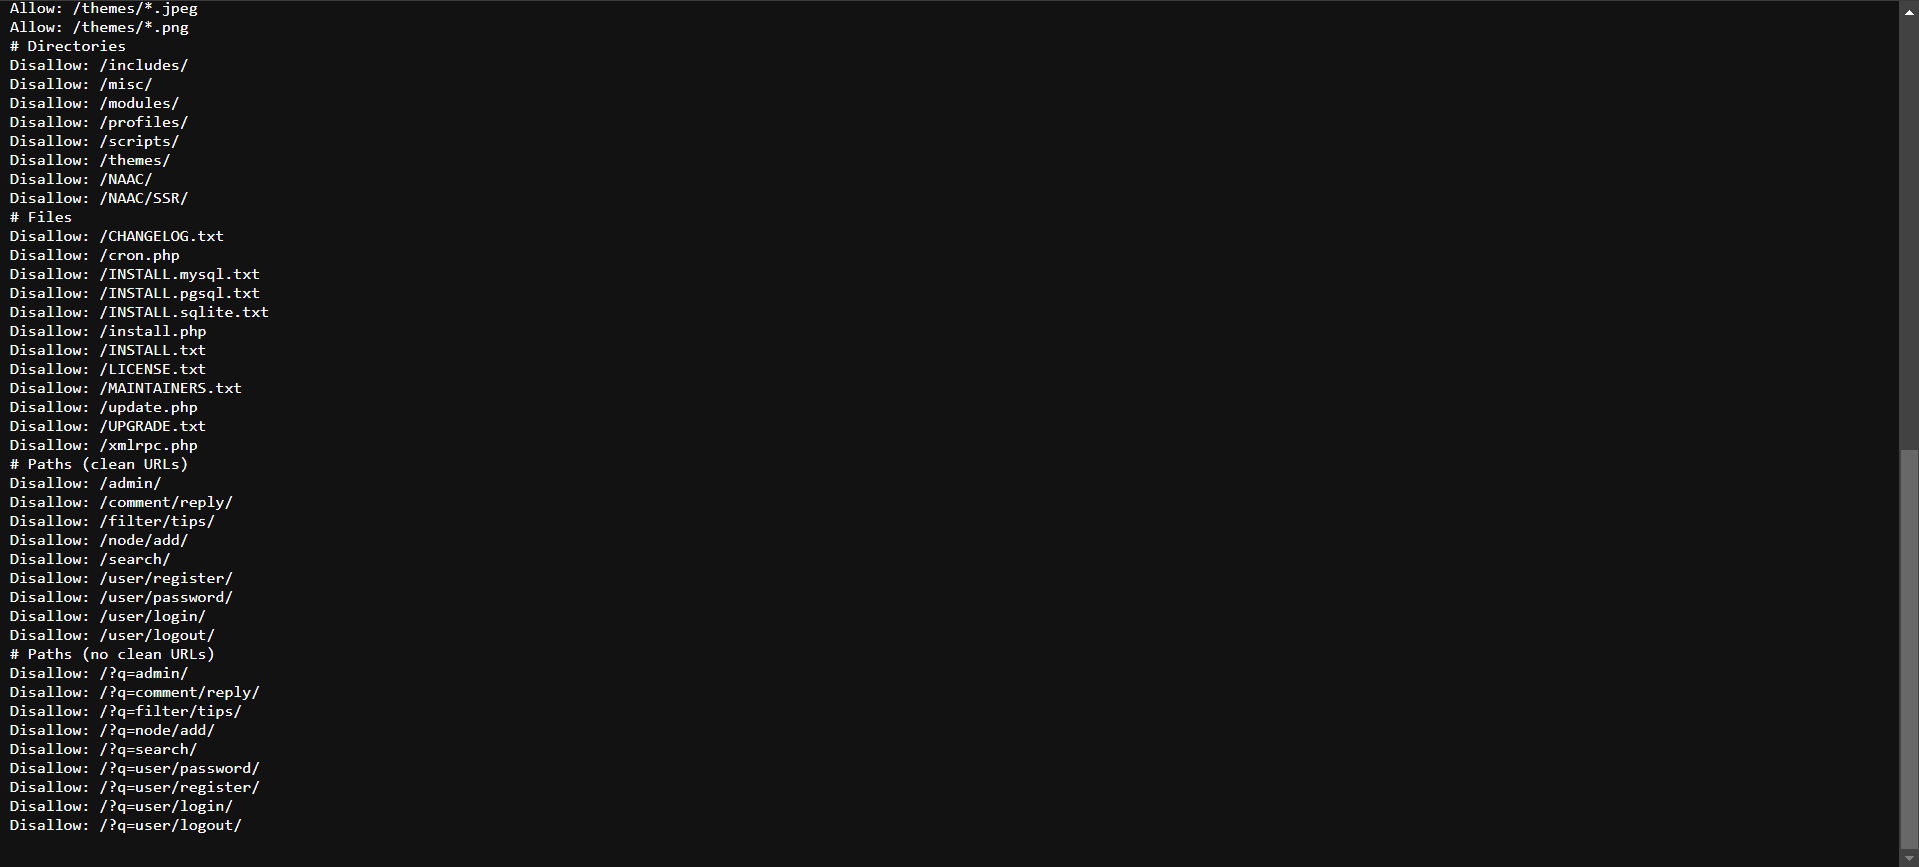 Allow: /themes/*.jpeg
Allow: /themes/*.png
# Directories
Disallow: /includes/
Disallow: /misc/
Disallow: /modules/
Disallow: /profiles/
Disallow: /scripts/
Disallow: /themes/
Disallow: /NAAC/
Disallow: /NAAC/SSR/
# Files
Disallow: /CHANGELOG.txt
Disallow: /cron.php
Disallow: /INSTALL.mysql.txt
Disallow: /INSTALL.pgsql.txt
Disallow: /INSTALL.sqlite.txt
Disallow: /install.php
Disallow: /INSTALL.txt
Disallow: /LICENSE.txt
Disallow: /MAINTAINERS.txt
Disallow: /update.php
Disallow: /UPGRADE.txt
Disallow: /xmlrpc.php
# Paths (clean URLs)
Disallow: /admin/
Disallow: /comment/reply/
Disallow: /filter/tips/
Disallow: /node/add/
Disallow: /search/
Disallow: /user/register/
Disallow: /user/password/
Disallow: /user/login/
Disallow: /user/logout/
# Paths (no clean URLs)
Disallow: /?q=admin/
Disallow: /?q=comment/reply/
Disallow: /?q=filter/tips/
Disallow: /?q=node/add/
Disallow: /?q=search/
Disallow: /?q=user/password/
Disallow: /?q=user/register/
Disallow: /?q=user/login/
Disallow: /?q=user/logout/